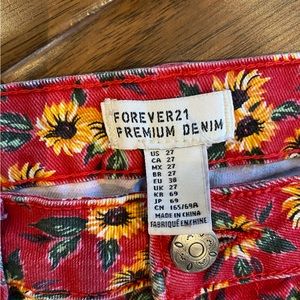 FOREVER21
PREMIUM DENIM
US 27
CA 27
MX 27
BR 27
EU 38
UK 27
KR 69
JP 69
CN 165/69A
MADE IN CHINA
FABRIQUÉ EN CHINE